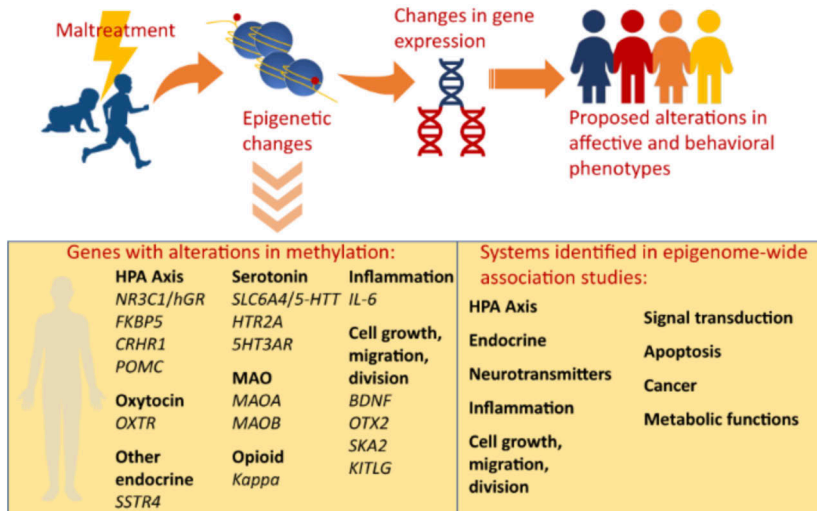 Maltreatment
Epigenetic
changes
Changes in gene
expression
Proposed alterations in
affective and behavioral
phenotypes
Genes with alterations in methylation:
HPA Axis
NR3C1/hGR
FKBP5
CRHR1
POMC
Oxytocin
OXTR
Other
endocrine
SSTR4
Serotonin
SLC6A4/5-HTT
HTR2A
5HT3AR
MAO
MAOA
MAOB
Opioid
Kappa
Inflammation
IL-6
Cell growth,
migration,
division
BDNF
OTX2
SKA2
KITLG
Systems identified in epigenome-wide
association studies:
HPA Axis
Endocrine
Neurotransmitters
Inflammation
Cell growth,
migration,
division
Signal transduction
Apoptosis
Cancer
Metabolic functions